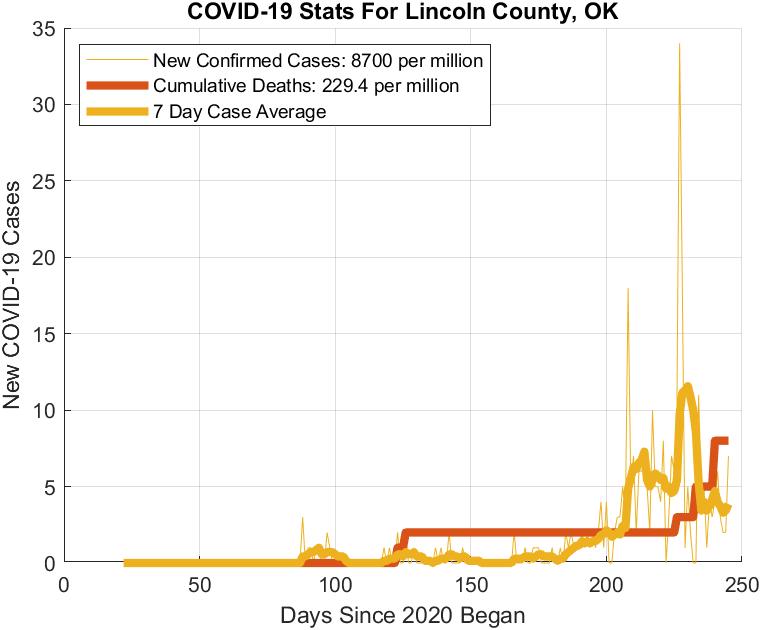 COVID-19 Stats For Lincoln County, OK
New Confirmed Cases: 8700 per million
Cumulative Deaths: 229.4 per million
7 Day Case Average
New COVID-19 Cases
35
30
25
20
15
10
5
0
0 50 100 150 200 250
Days Since 2020 Began